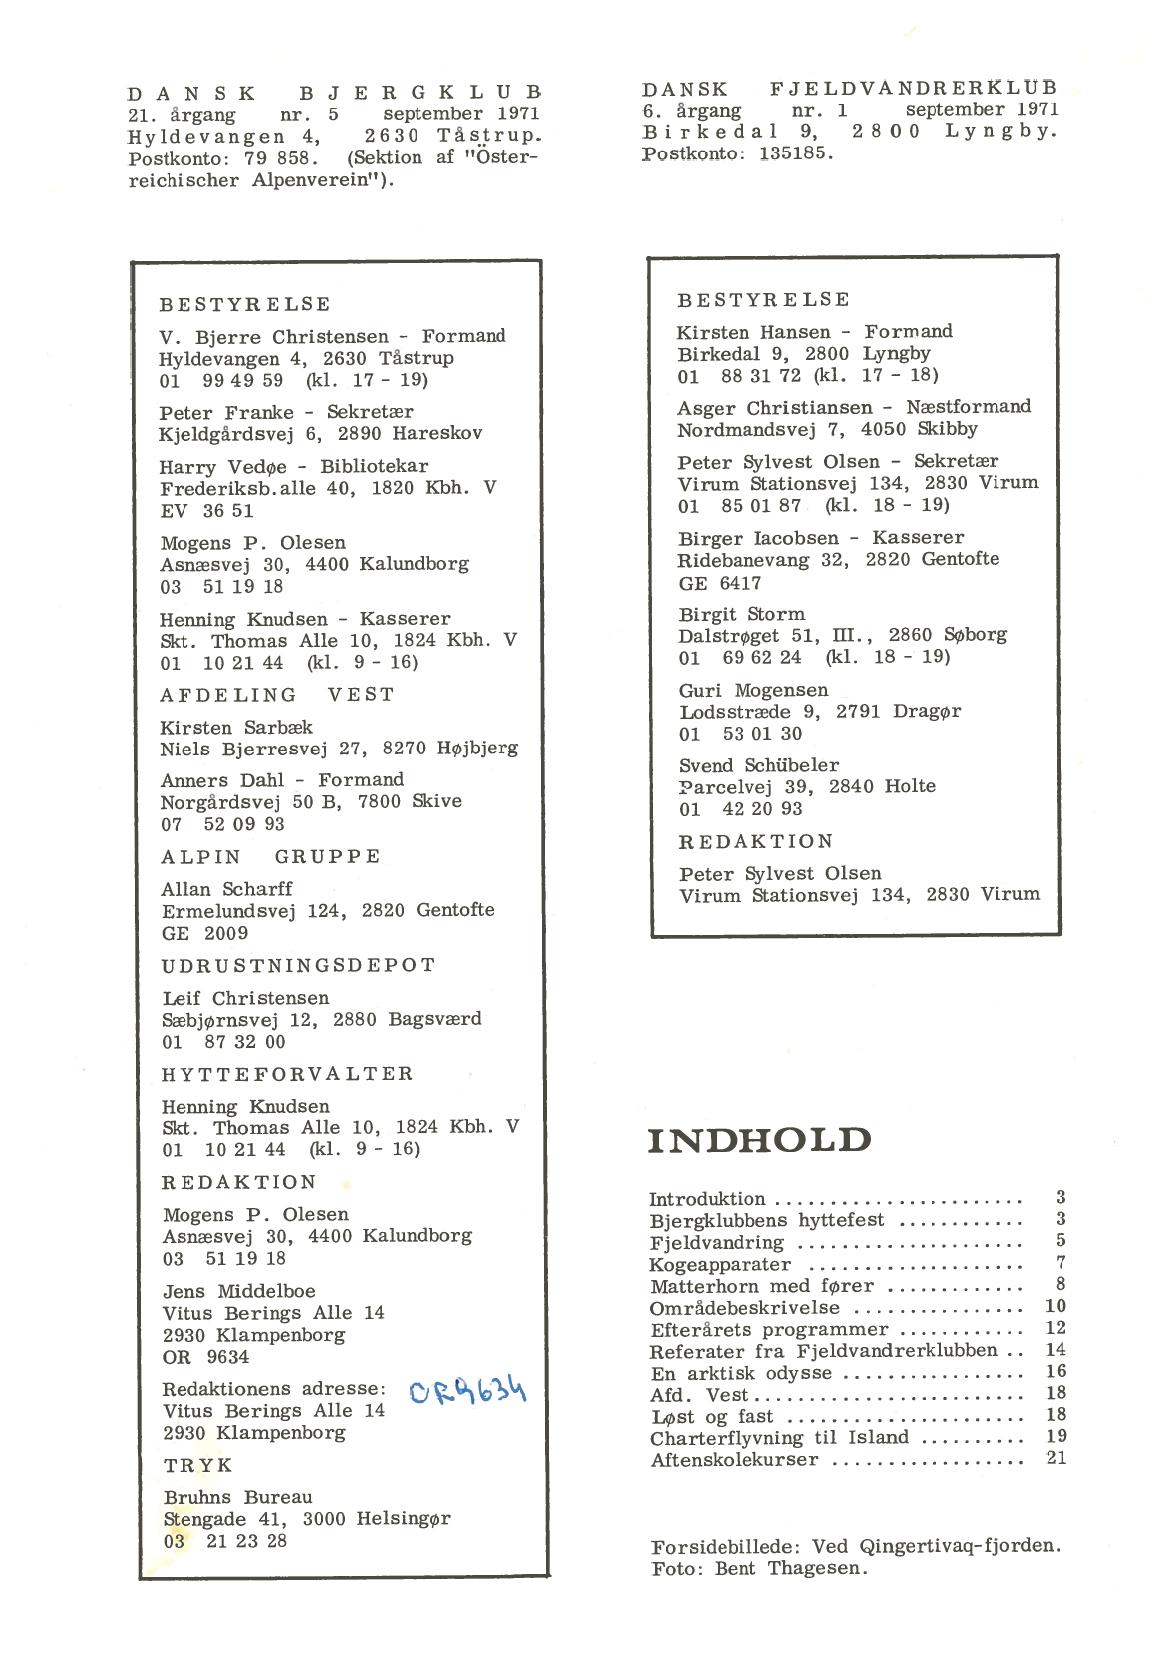 DANSK BJERGKLUB
21. årgang nr. 5 september 1971
Hyldevangen 4, 2630 Tåstrup.
Postkonto: 79 858. (Sektion af "Öster-
reichischer Alpenverein").
BESTYRELSE
V. Bjerre Christensen - Formand
Hyldevangen 4, 2630 Tåstrup
01 99 49 59 (kl. 17 - 19)
Peter Franke - Sekretær
Kjeldgårdsvej 6, 2890 Hareskov
Harry Vedøe - Bibliotekar
Frederiksb.alle 40, 1820 Kbh. V
EV 36 51
Mogens P. Olesen
Asnæsvej 30, 4400 Kalundborg
03 51 19 18
Henning Knudsen - Kasserer
Skt. Thomas Alle 10, 1824 Kbh. V
01 10 21 44 (kl. 9 - 16)
AFDELING VEST
Kirsten Sarbæk
Niels Bjerresvej 27, 8270 Højbjerg
Anners Dahl - Formand
Norgårdsvej 50 B, 7800 Skive
07 52 09 93
ALPIN GRUPPE
Allan Scharff
Ermelundsvej 124, 2820 Gentofte
GE 2009
UDRUSTNINGSDEPOT
Leif Christensen
Sæbjørnsvej 12, 2880 Bagsværd
01 87 32 00
HYTTEFORVALTER
Henning Knudsen
Skt. Thomas Alle 10, 1824 Kbh. V
01 10 21 44 (kl. 9 - 16)
REDAKTION
Mogens P. Olesen
Asnæsvej 30, 4400 Kalundborg
03 51 19 18
Jens Middelboe
Vitus Berings Alle 14
2930 Klampenborg
OR 9634
Redaktionens adresse: OR9634
Vitus Berings Alle 14
2930 Klampenborg
TRYK
Bruhns Bureau
Stengade 41, 3000 Helsingør
03 21 23 28
DANSK FJELDVANDRERKLUB
6. årgang nr. 1 september 1971
Birkedal 9, 2800 Lyngby.
Postkonto: 135185.
BESTYRELSE
Kirsten Hansen - Formand
Birkedal 9, 2800 Lyngby
01 88 31 72 (kl. 17 - 18)
Asger Christiansen - Næstformand
Nordmandsvej 7, 4050 Skibby
Peter Sylvest Olsen - Sekretær
Virum Stationsvej 134, 2830 Virum
01 85 01 87 (kl. 18 - 19)
Birger Iacobsen - Kasserer
Ridebanevang 32, 2820 Gentofte
GE 6417
Birgit Storm
Dalstrøget 51, III., 2860 Søborg
01 69 62 24 (kl. 18 - 19)
Guri Mogensen
Lodsstræde 9, 2791 Dragør
01 53 01 30
Svend Schübeler
Parcelvej 39, 2840 Holte
01 42 20 93
REDAKTION
Peter Sylvest Olsen
Virum Stationsvej 134, 2830 Virum
INDHOLD
Introduktion ....................... 3
Bjergklubbens hyttefest ............ 3
Fjeldvandring ..................... 5
Kogeapparater .................... 7
Matterhorn med fører ............. 8
Områdebeskrivelse ................ 10
Efterårets programmer ............ 12
Referater fra Fjeldvandrerklubben .. 14
En arktisk odysse ................. 16
Afd. Vest......................... 18
Løst og fast ...................... 18
Charterflyvning til Island .......... 19
Aftenskolekurser .................. 21
Forsidebillede: Ved Qingertivaq-fjorden.
Foto: Bent Thagesen.